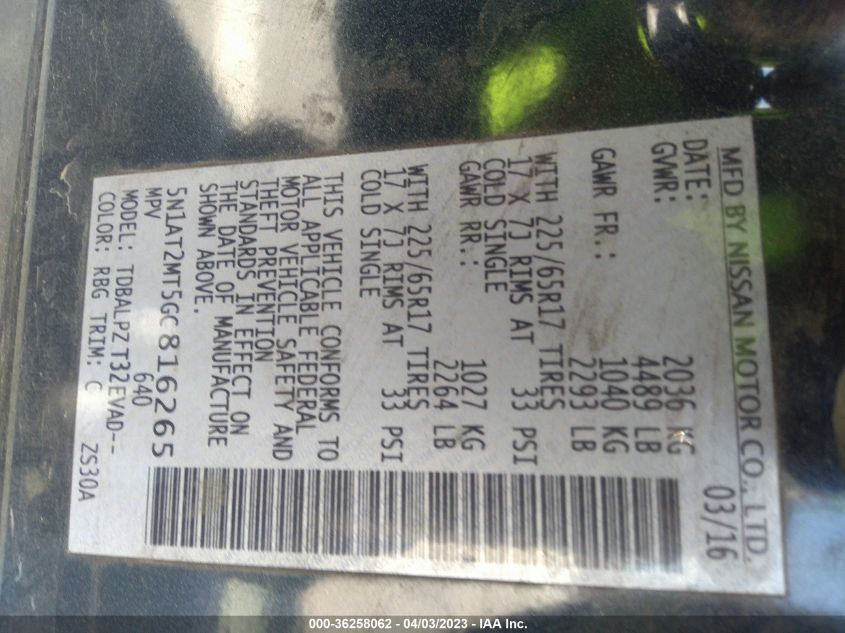 MFD BY NISSAN MOTOR CO., LTD.
DATE: 03/16
GVWR: 2036 KG
4489 LB
GAWR FR.: 1040 KG
2293 LB
WITH 225/65R17 TIRES
17 X 7J RIMS AT 33 PSI
COLD SINGLE
GAWR RR.: 1027 KG
2264 LB
WITH 225/65R17 TIRES
17 X 7J RIMS AT 33 PSI
COLD SINGLE
THIS VEHICLE CONFORMS TO
ALL APPLICABLE FEDERAL
MOTOR VEHICLE SAFETY AND
THEFT PREVENTION
STANDARDS IN EFFECT ON
THE DATE OF MANUFACTURE
SHOWN ABOVE.
5N1AT2MT5GC816265
MPV 640
MODEL: TDBALPZT32EVAD--
COLOR: RBG TRIM: C ZS30A
000-36258062 - 04/03/2023 - IAA Inc.